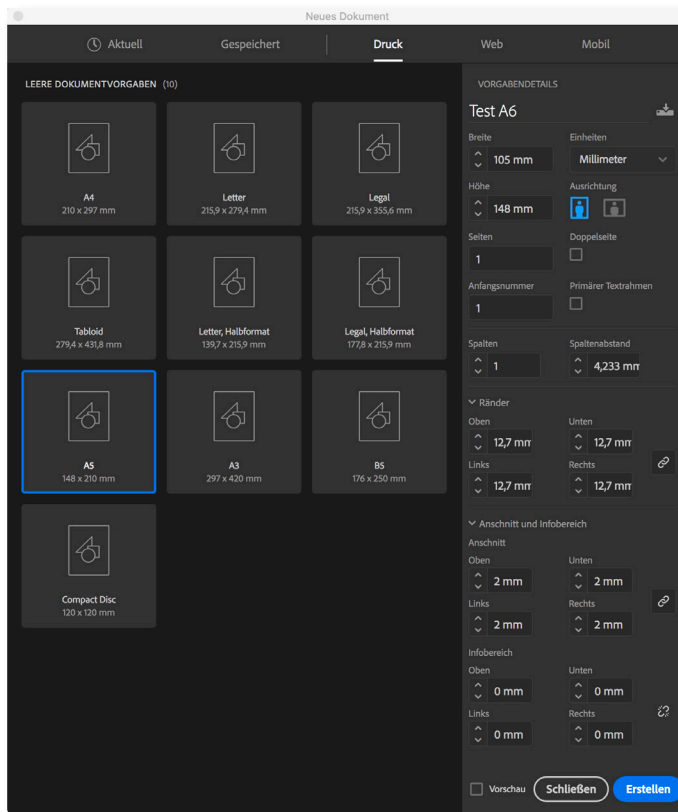 Neues Dokument
Aktuell Gespeichert Druck Web Mobil
LEERE DOKUMENTVORGABEN (10)
A4
210 x 297 mm
Letter
215,9 x 279,4 mm
Legal
215,9 x 355,6 mm
Tabloid
279,4 x 431,8 mm
Letter, Halbformat
139,7 x 215,9 mm
Legal, Halbformat
177,8 x 215,9 mm
A5
148 x 210 mm
A3
297 x 420 mm
B5
176 x 250 mm
Compact Disc
120 x 120 mm
VORGABENDETAILS
Test A6
Breite Einheiten
105 mm Millimeter
Höhe Ausrichtung
148 mm
Seiten Doppelseite
1
Anfangsnummer Primärer Textrahmen
1
Spalten Spaltenabstand
1 4,233 mm
Ränder
Oben Unten
12,7 mm 12,7 mm
Links Rechts
12,7 mm 12,7 mm
Anschnitt und Infobereich
Anschnitt
Oben Unten
2 mm 2 mm
Links Rechts
2 mm 2 mm
Infobereich
Oben Unten
0 mm 0 mm
Links Rechts
0 mm 0 mm
Vorschau Schließen Erstellen